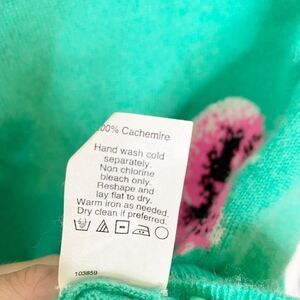 100% Cachemire
Hand wash cold
separately.
Non chlorine
bleach only.
Reshape and
lay flat to dry.
Warm iron as needed.
Dry clean if preferred.
103859